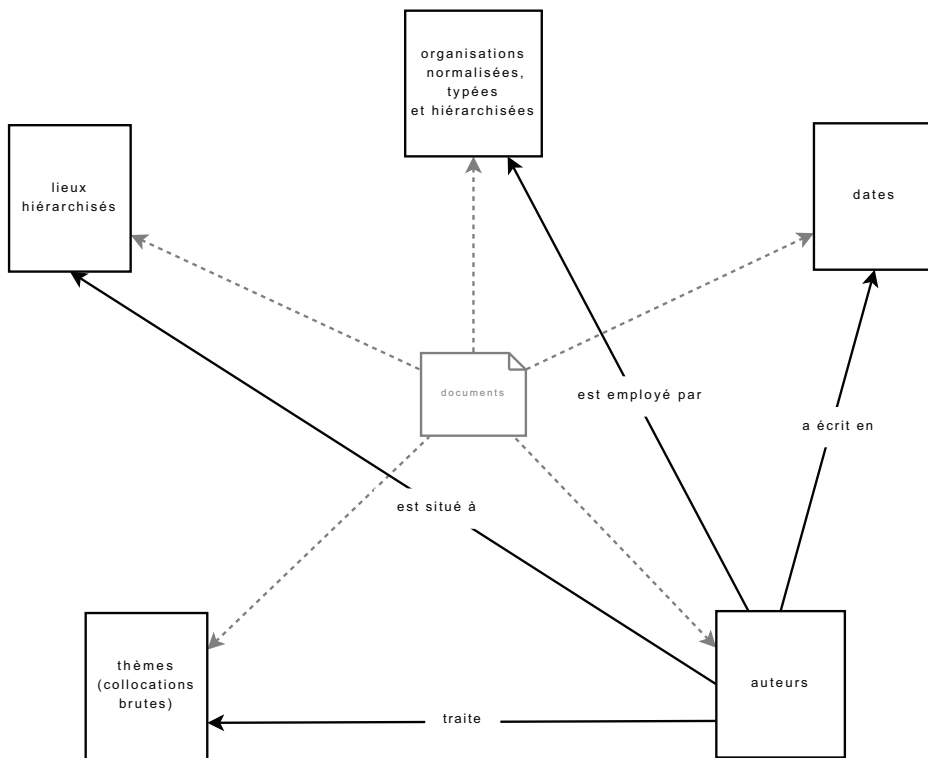 organisations
normalisées,
typées
et hiérarchisées
lieux
hiérarchisés
dates
documents
est employé par
a écrit en
est situé à
thèmes
(collocations
brutes)
auteurs
traite